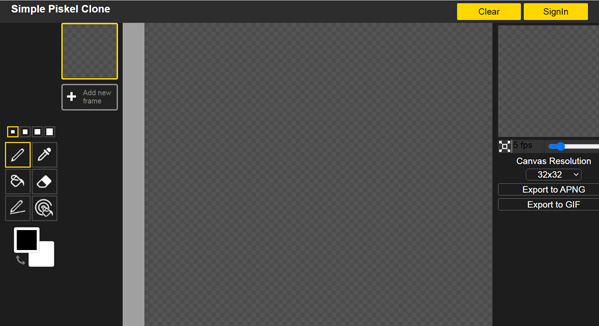 Simple Piskel Clone
Clear
SignIn
Add new
frame
5 fps
Canvas Resolution
32x32
Export to APNG
Export to GIF